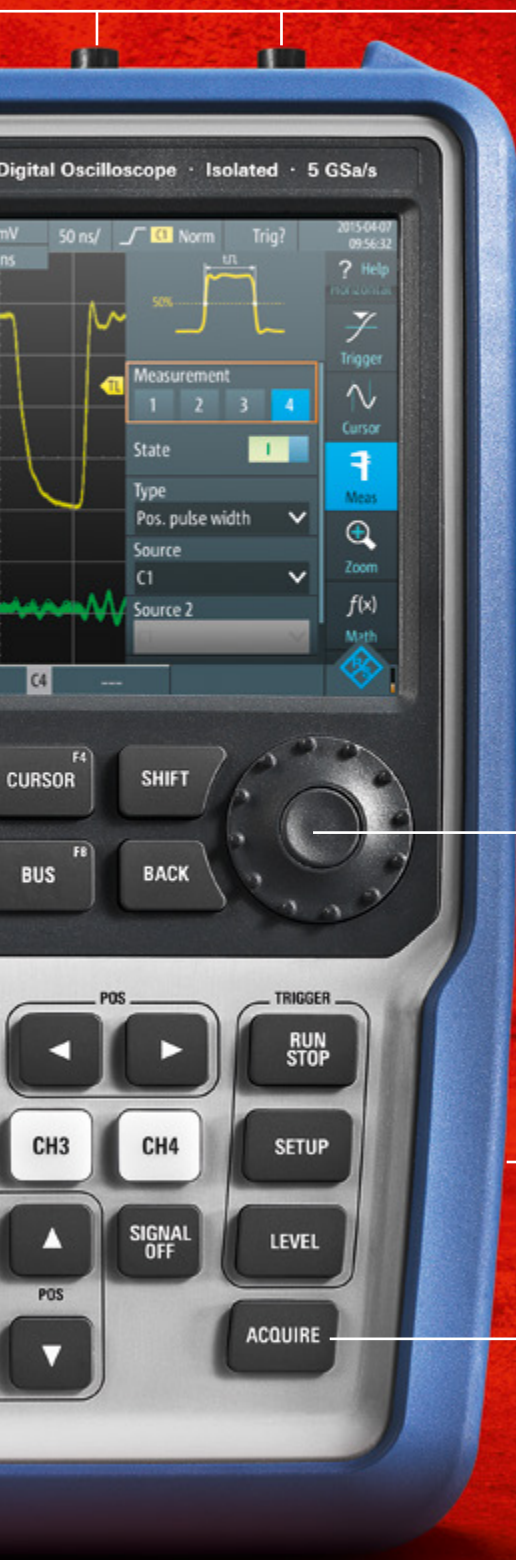 Digital Oscilloscope · Isolated · 5 GSa/s
mV 50 ns/ C1 Norm Trig? 2015-04-07
09:56:32
ns
? Help
Horizontal
50%
Trigger
TL
Measurement
1 2 3 4
Cursor
State I
Meas
Type
Pos. pulse width
Source
C1
Zoom
Source 2
f(x)
Math
C4 ---
R&S
CURSOR F4
SHIFT
BUS F8
BACK
POS
TRIGGER
RUN
STOP
CH3
CH4
SETUP
SIGNAL
OFF
LEVEL
POS
ACQUIRE